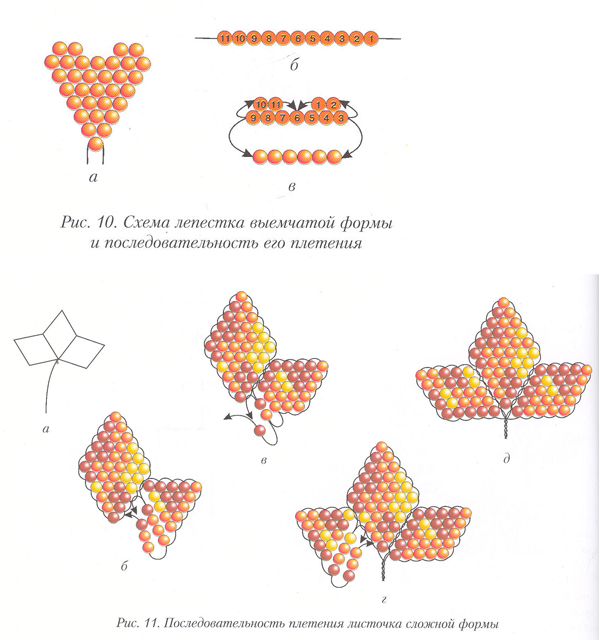 11 10 9 8 7 6 5 4 3 2 1
б
10 11 1 2
9 8 7 6 5 4 3
а
в
Рис. 10. Схема лепестка выемчатой формы
и последовательность его плетения
а
в
д
б
г
Рис. 11. Последовательность плетения листочка сложной формы